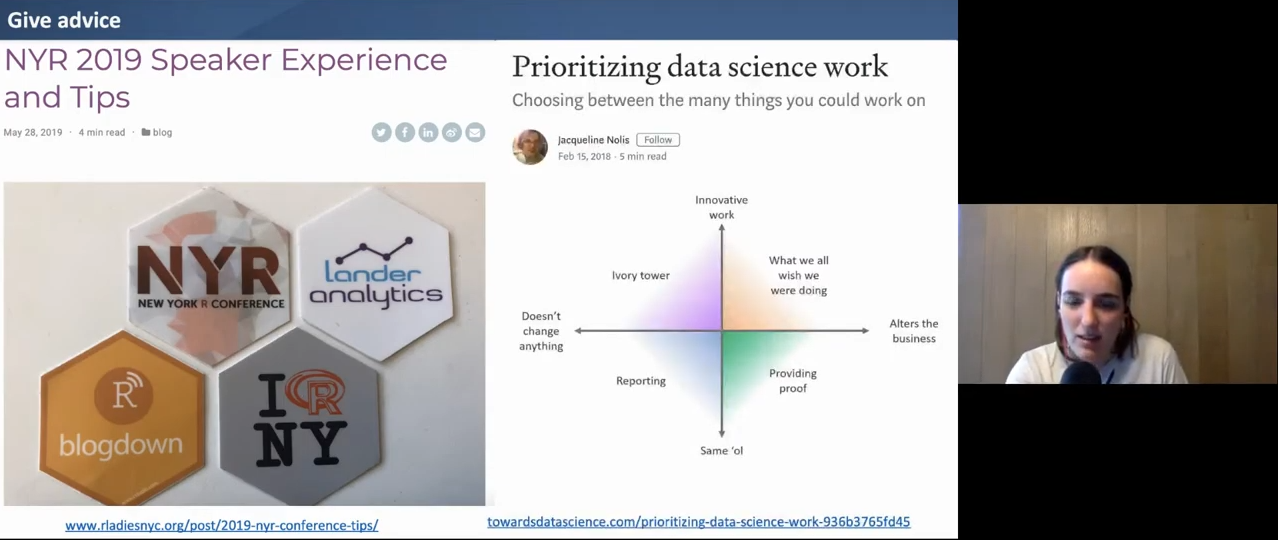 Give advice
NYR 2019 Speaker Experience
and Tips
May 28, 2019 · 4 min read · blog
NYR
NEW YORK R CONFERENCE
lander
analytics
R
blogdown
I R
NY
www.rladiesnyc.org/post/2019-nyr-conference-tips/
Prioritizing data science work
Choosing between the many things you could work on
Jacqueline Nolis Follow
Feb 15, 2018 · 5 min read
Innovative
work
Ivory tower
What we all
wish we
were doing
Doesn't
change
anything
Alters the
business
Reporting
Providing
proof
Same 'ol
towardsdatascience.com/prioritizing-data-science-work-936b3765fd45